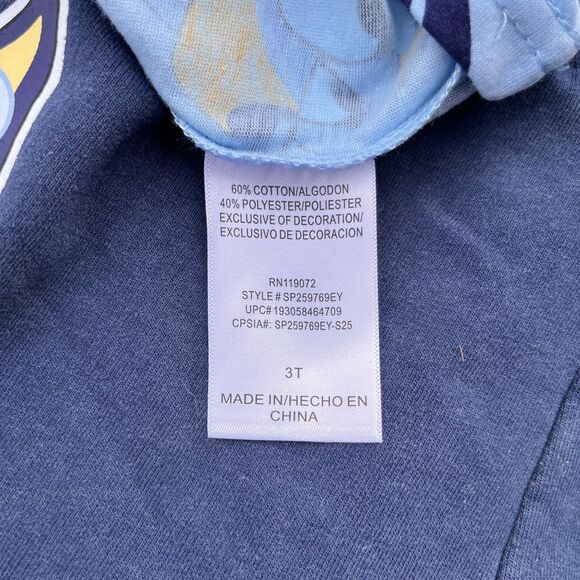 60% COTTON/ALGODON
40% POLYESTER/POLIESTER
EXCLUSIVE OF DECORATION/
EXCLUSIVO DE DECORACION
RN119072
STYLE# SP259769EY
UPC# 193058464709
CPSIA#: SP259769EY-S25
3T
MADE IN/HECHO EN
CHINA